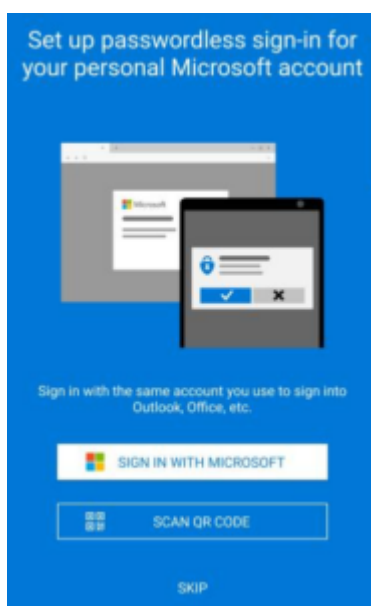 Set up passwordless sign-in for
your personal Microsoft account
Microsoft
Sign in with the same account you use to sign into
Outlook, Office, etc.
SIGN IN WITH MICROSOFT
SCAN QR CODE
SKIP